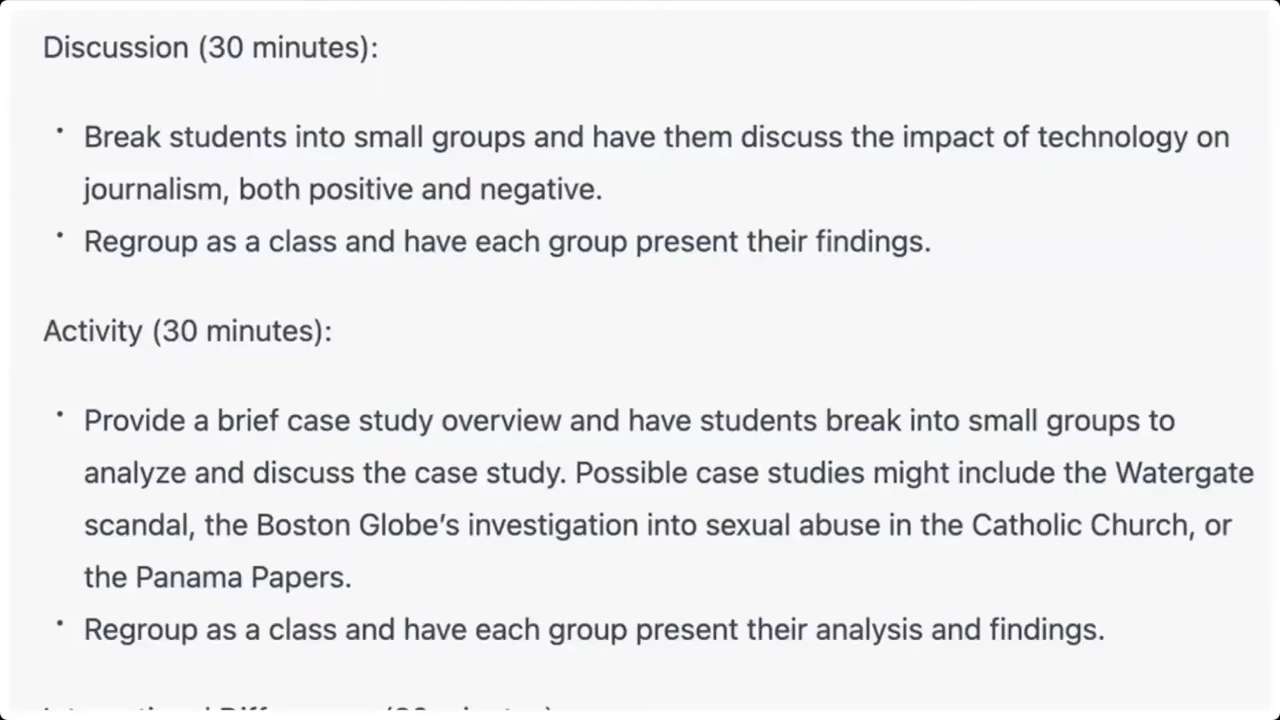 Discussion (30 minutes):
• Break students into small groups and have them discuss the impact of technology on
journalism, both positive and negative.
• Regroup as a class and have each group present their findings.
Activity (30 minutes):
• Provide a brief case study overview and have students break into small groups to
analyze and discuss the case study. Possible case studies might include the Watergate
scandal, the Boston Globe’s investigation into sexual abuse in the Catholic Church, or
the Panama Papers.
• Regroup as a class and have each group present their analysis and findings.